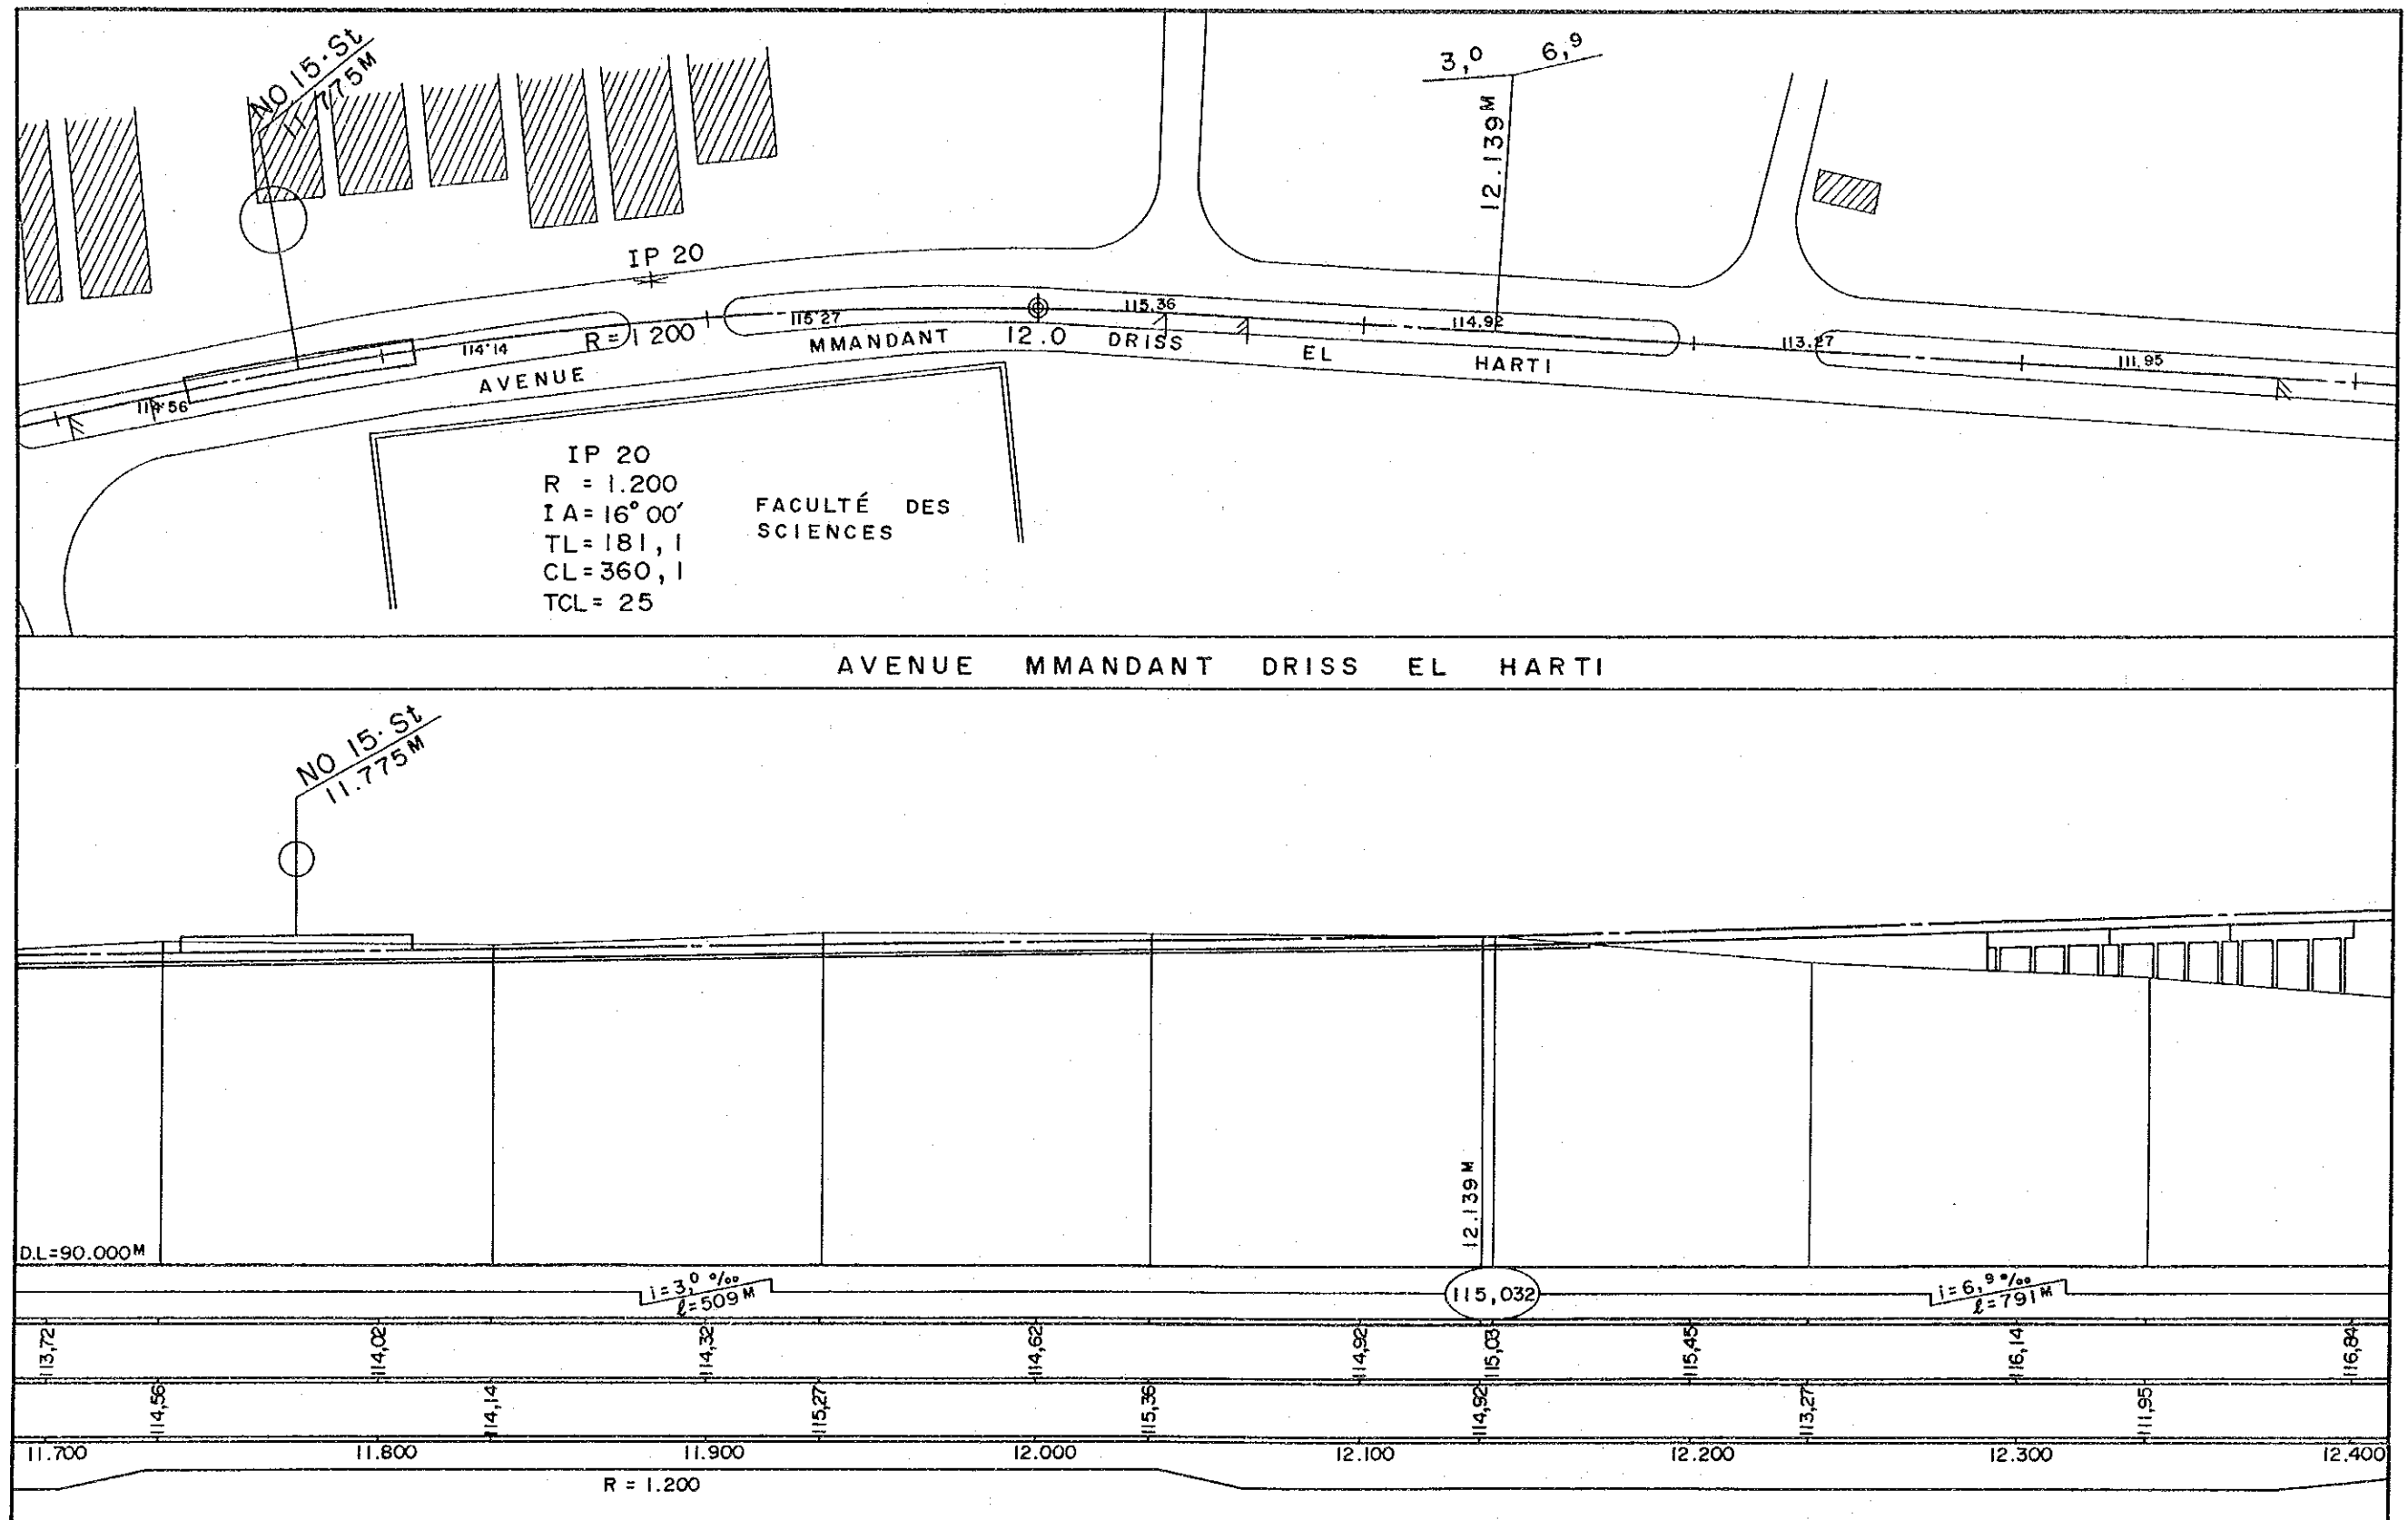 NO 15·St
11 775M
3,0 6,9
12.139M
IP 20
115.36
115.27
114.92
R=1 200
114.14
113.27
111.95
114.56
MMANDANT 12.0 DRISS EL HARTI
AVENUE
IP 20
R = 1.200
IA=16°00′
TL=181,1
CL=360,1
TCL= 25
FACULTÉ DES
SCIENCES
AVENUE MMANDANT DRISS EL HARTI
NO 15·St
11.775M
12.139M
D.L=90.000M
i=3,0 ‰
ℓ=509M
115,032
i=6,9‰
ℓ=791M
113,72 114,02 114,32 114,62 114,92 115,03 115,45 116,14 116,84
114,56 114,14 115,27 115,36 114,92 113,27 111,95
11.700 11.800 11.900 12.000 12.100 12.200 12.300 12.400
R = 1.200